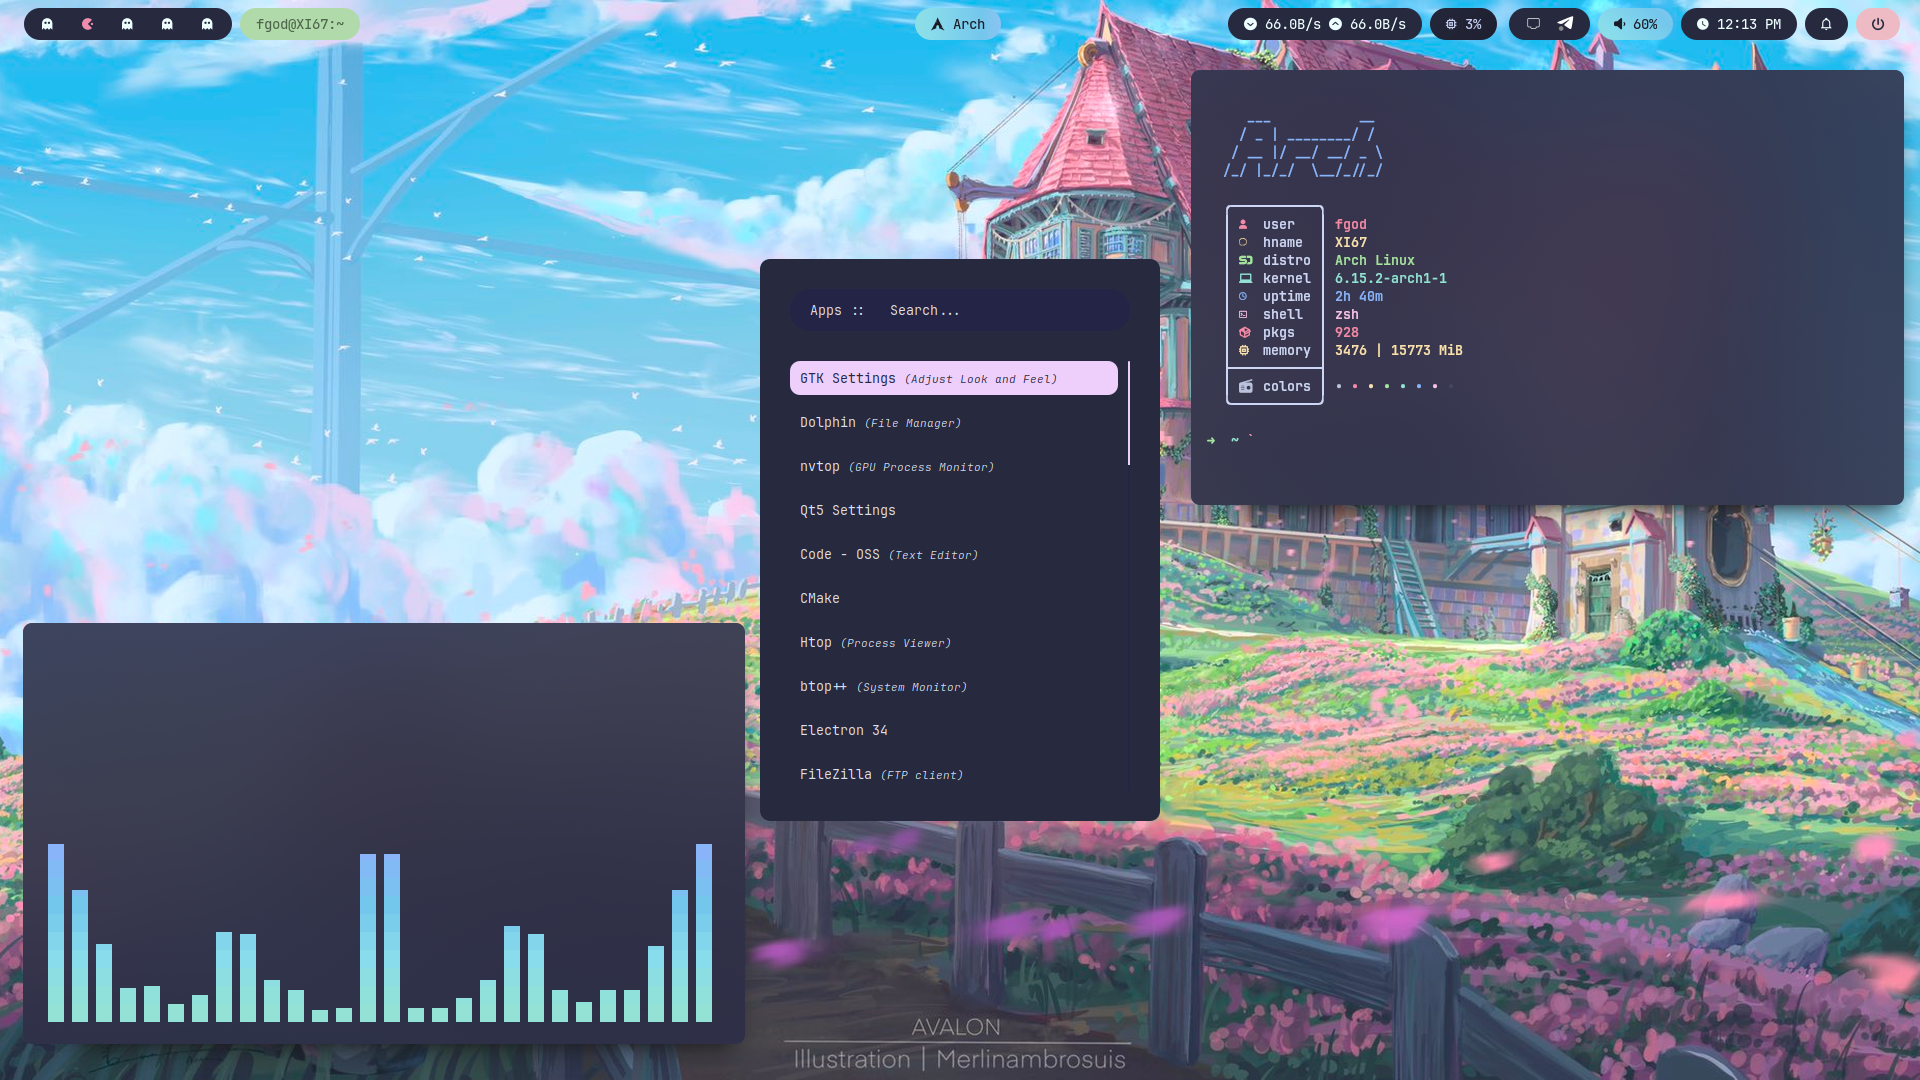 fgod@XI67:~
Arch
66.0B/s 66.0B/s
3%
60%
12:13 PM
user fgod
hname XI67
distro Arch Linux
kernel 6.15.2-arch1-1
uptime 2h 40m
shell zsh
pkgs 928
memory 3476 | 15773 MiB
colors
➜ ~ `
Apps :: Search...
GTK Settings (Adjust Look and Feel)
Dolphin (File Manager)
nvtop (GPU Process Monitor)
Qt5 Settings
Code - OSS (Text Editor)
CMake
Htop (Process Viewer)
btop++ (System Monitor)
Electron 34
FileZilla (FTP client)
AVALON
Illustration | Merlinambrosuis